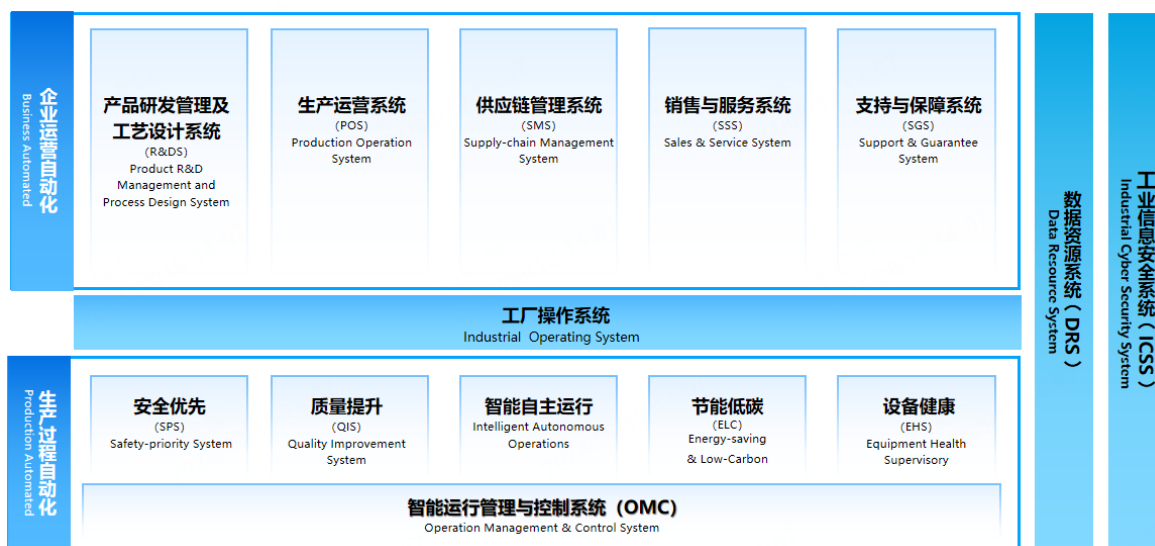 企业运营自动化
Business Automated
产品研发管理及
工艺设计系统
(R&DS)
Product R&D
Management and
Process Design System
生产运营系统
(POS)
Production Operation
System
供应链管理系统
(SMS)
Supply-chain Management
System
销售与服务系统
(SSS)
Sales & Service System
支持与保障系统
(SGS)
Support & Guarantee
System
工厂操作系统
Industrial Operating System
生产过程自动化
Production Automated
安全优先
(SPS)
Safety-priority System
质量提升
(QIS)
Quality Improvement
System
智能自主运行
Intelligent Autonomous
Operations
节能低碳
(ELC)
Energy-saving
& Low-Carbon
设备健康
(EHS)
Equipment Health
Supervisory
智能运行管理与控制系统（OMC)
Operation Management & Control System
数据资源系统（DRS）
Data Resource System
工业信息安全系统（ICSS）
Industrial Cyber Security System